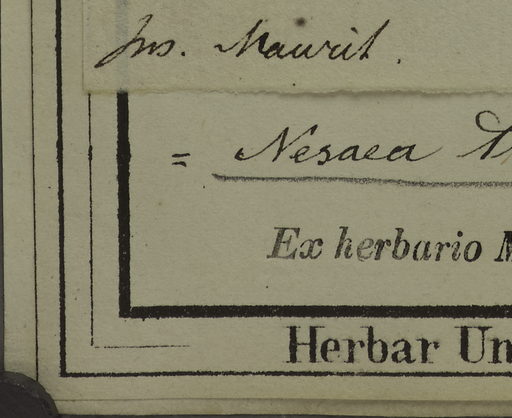 Ins. Maurit.
= Nesaea
Ex herbario M
Herbar Un